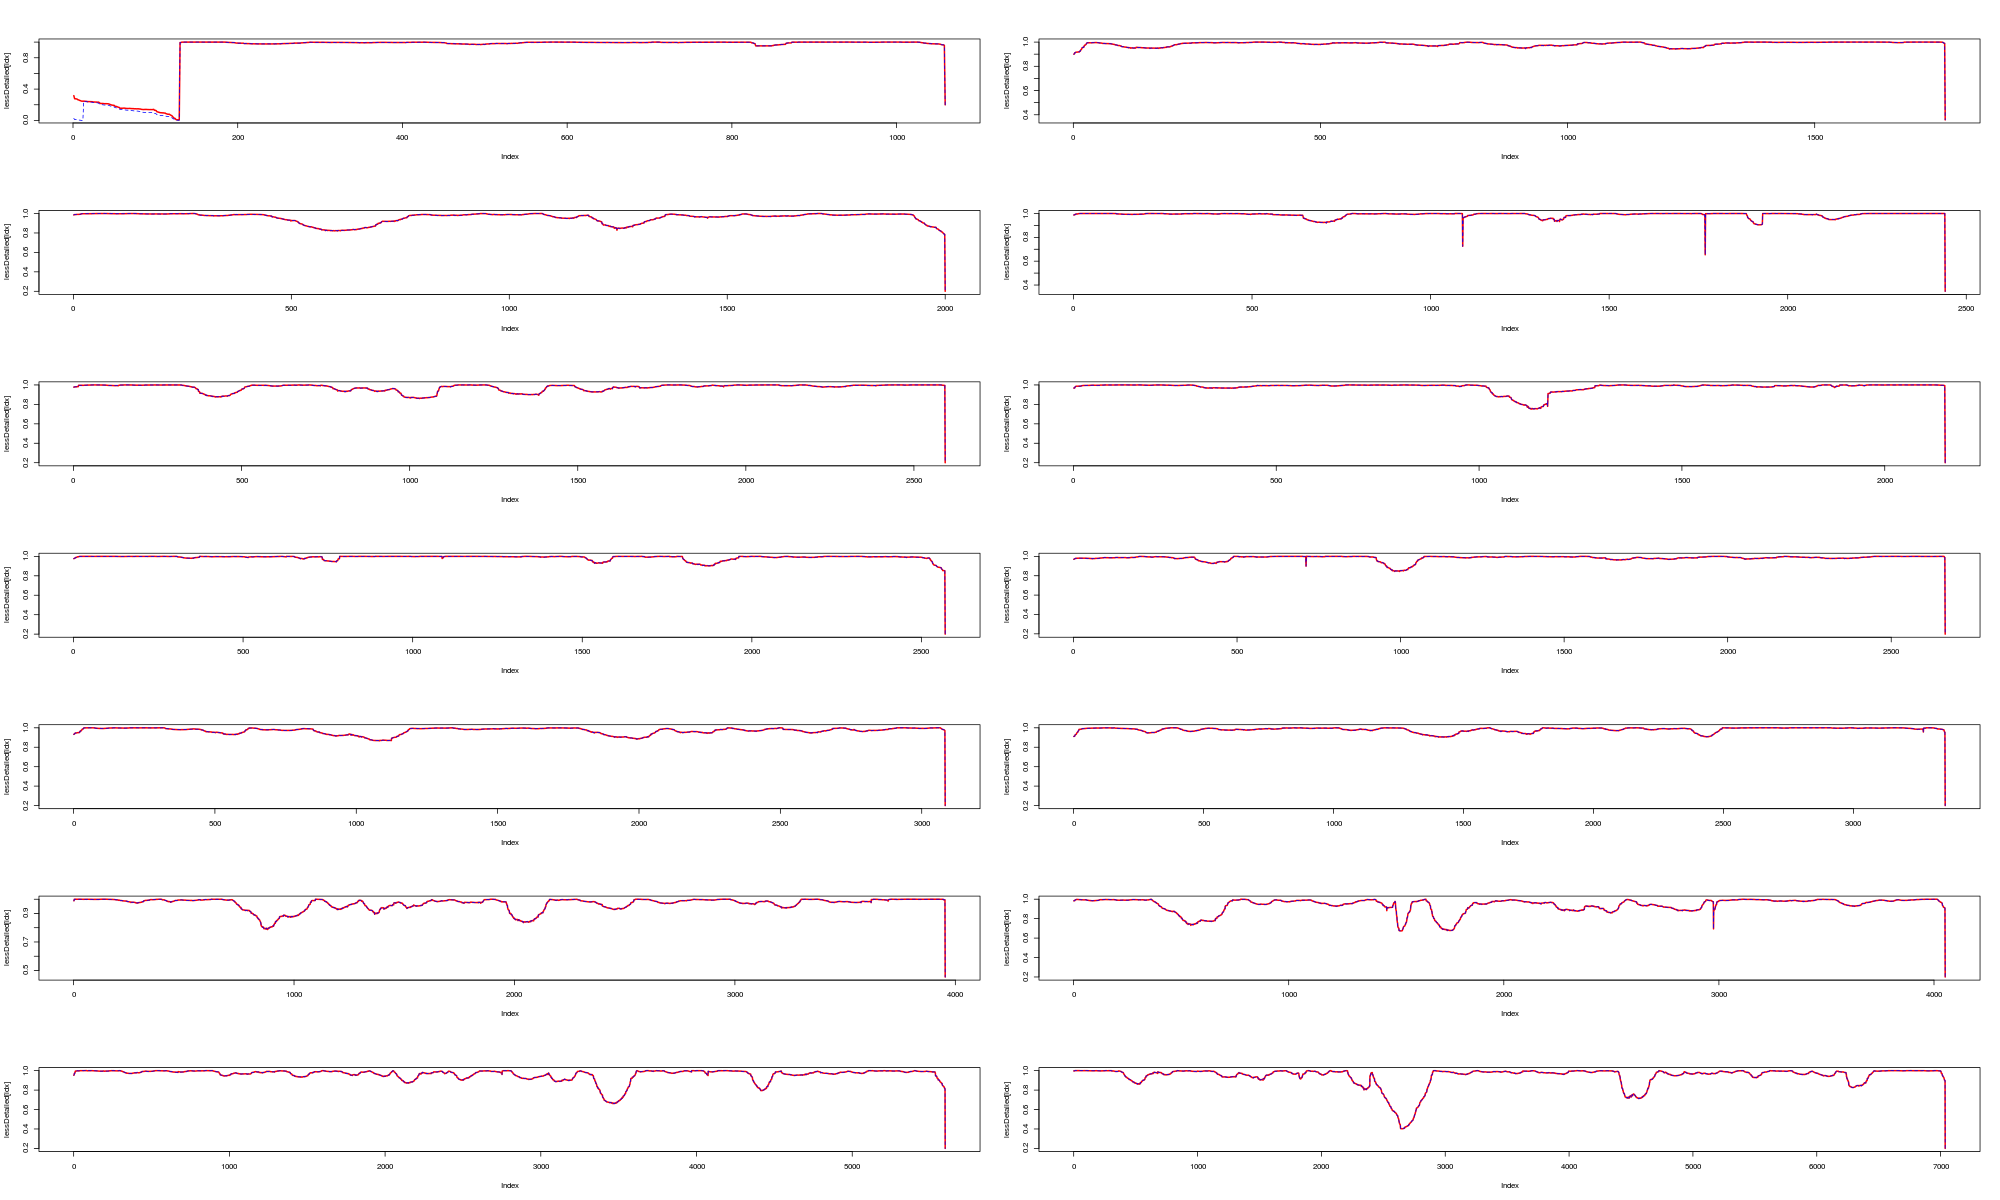 lessDetailed[idx]
0.0 0.4 0.8
0 200 400 600 800 1000
Index
lessDetailed[idx]
0.4 0.6 0.8 1.0
0 500 1000 1500
Index
lessDetailed[idx]
0.2 0.4 0.6 0.8 1.0
0 500 1000 1500 2000
Index
lessDetailed[idx]
0.4 0.6 0.8 1.0
0 500 1000 1500 2000 2500
Index
lessDetailed[idx]
0.2 0.4 0.6 0.8 1.0
0 500 1000 1500 2000 2500
Index
lessDetailed[idx]
0.2 0.4 0.6 0.8 1.0
0 500 1000 1500 2000
Index
lessDetailed[idx]
0.2 0.4 0.6 0.8 1.0
0 500 1000 1500 2000 2500
Index
lessDetailed[idx]
0.2 0.4 0.6 0.8 1.0
0 500 1000 1500 2000 2500
Index
lessDetailed[idx]
0.2 0.4 0.6 0.8 1.0
0 500 1000 1500 2000 2500 3000
Index
lessDetailed[idx]
0.2 0.4 0.6 0.8 1.0
0 500 1000 1500 2000 2500 3000
Index
lessDetailed[idx]
0.5 0.7 0.9
0 1000 2000 3000 4000
Index
lessDetailed[idx]
0.2 0.4 0.6 0.8 1.0
0 1000 2000 3000 4000
Index
lessDetailed[idx]
0.2 0.4 0.6 0.8 1.0
0 1000 2000 3000 4000 5000
Index
lessDetailed[idx]
0.2 0.4 0.6 0.8 1.0
0 1000 2000 3000 4000 5000 6000 7000
Index